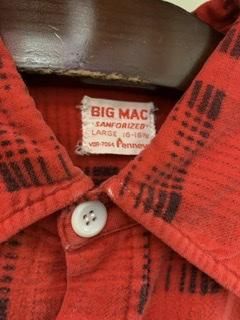 BIG MAC
SANFORIZED
LARGE 16-16½
Penneys